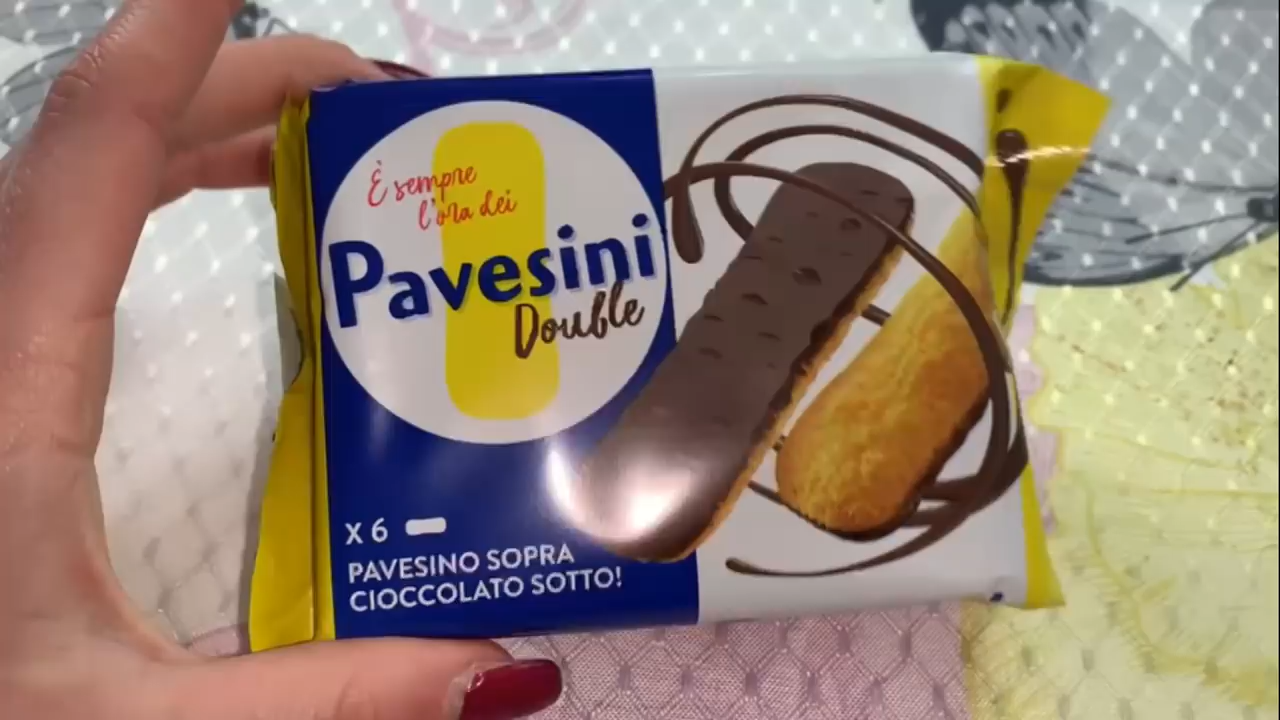 È sempre
l'ora dei
Pavesini
Double
X 6
PAVESINO SOPRA
CIOCCOLATO SOTTO!